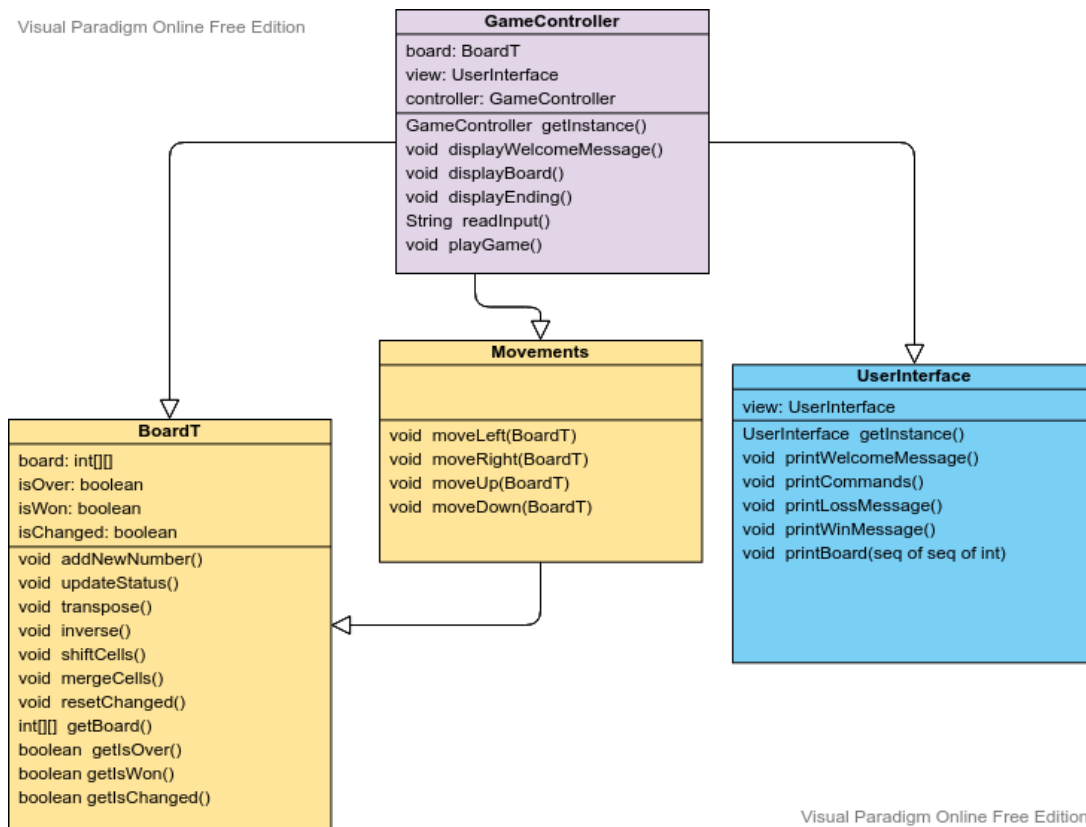 Visual Paradigm Online Free Edition
GameController
board: BoardT
view: UserInterface
controller: GameController
GameController getInstance()
void displayWelcomeMessage()
void displayBoard()
void displayEnding()
String readInput()
void playGame()
Movements
void moveLeft(BoardT)
void moveRight(BoardT)
void moveUp(BoardT)
void moveDown(BoardT)
UserInterface
view: UserInterface
UserInterface getInstance()
void printWelcomeMessage()
void printCommands()
void printLossMessage()
void printWinMessage()
void printBoard(seq of seq of int)
BoardT
board: int[][]
isOver: boolean
isWon: boolean
isChanged: boolean
void addNewNumber()
void updateStatus()
void transpose()
void inverse()
void shiftCells()
void mergeCells()
void resetChanged()
int[][] getBoard()
boolean getIsOver()
boolean getIsWon()
boolean getIsChanged()
Visual Paradigm Online Free Edition